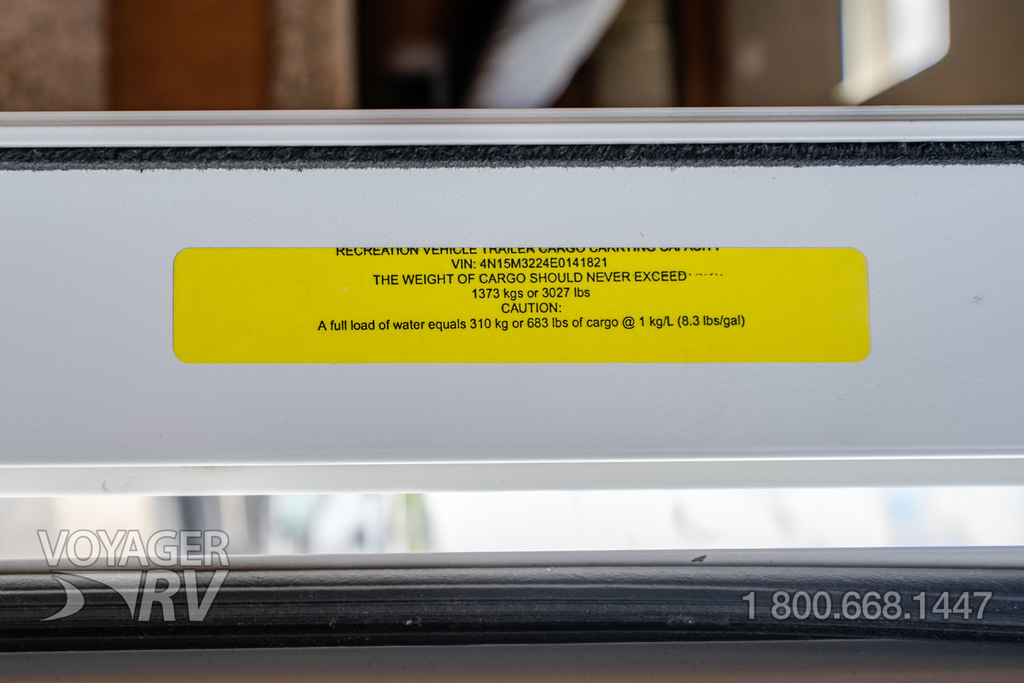 RECREATION VEHICLE TRAILER CARGO CARRYING CAPACITY
VIN: 4N15M3224E0141821
THE WEIGHT OF CARGO SHOULD NEVER EXCEED
1373 kgs or 3027 lbs
CAUTION:
A full load of water equals 310 kg or 683 lbs of cargo @ 1 kg/L (8.3 lbs/gal)
VOYAGER
RV
1 800.668.1447